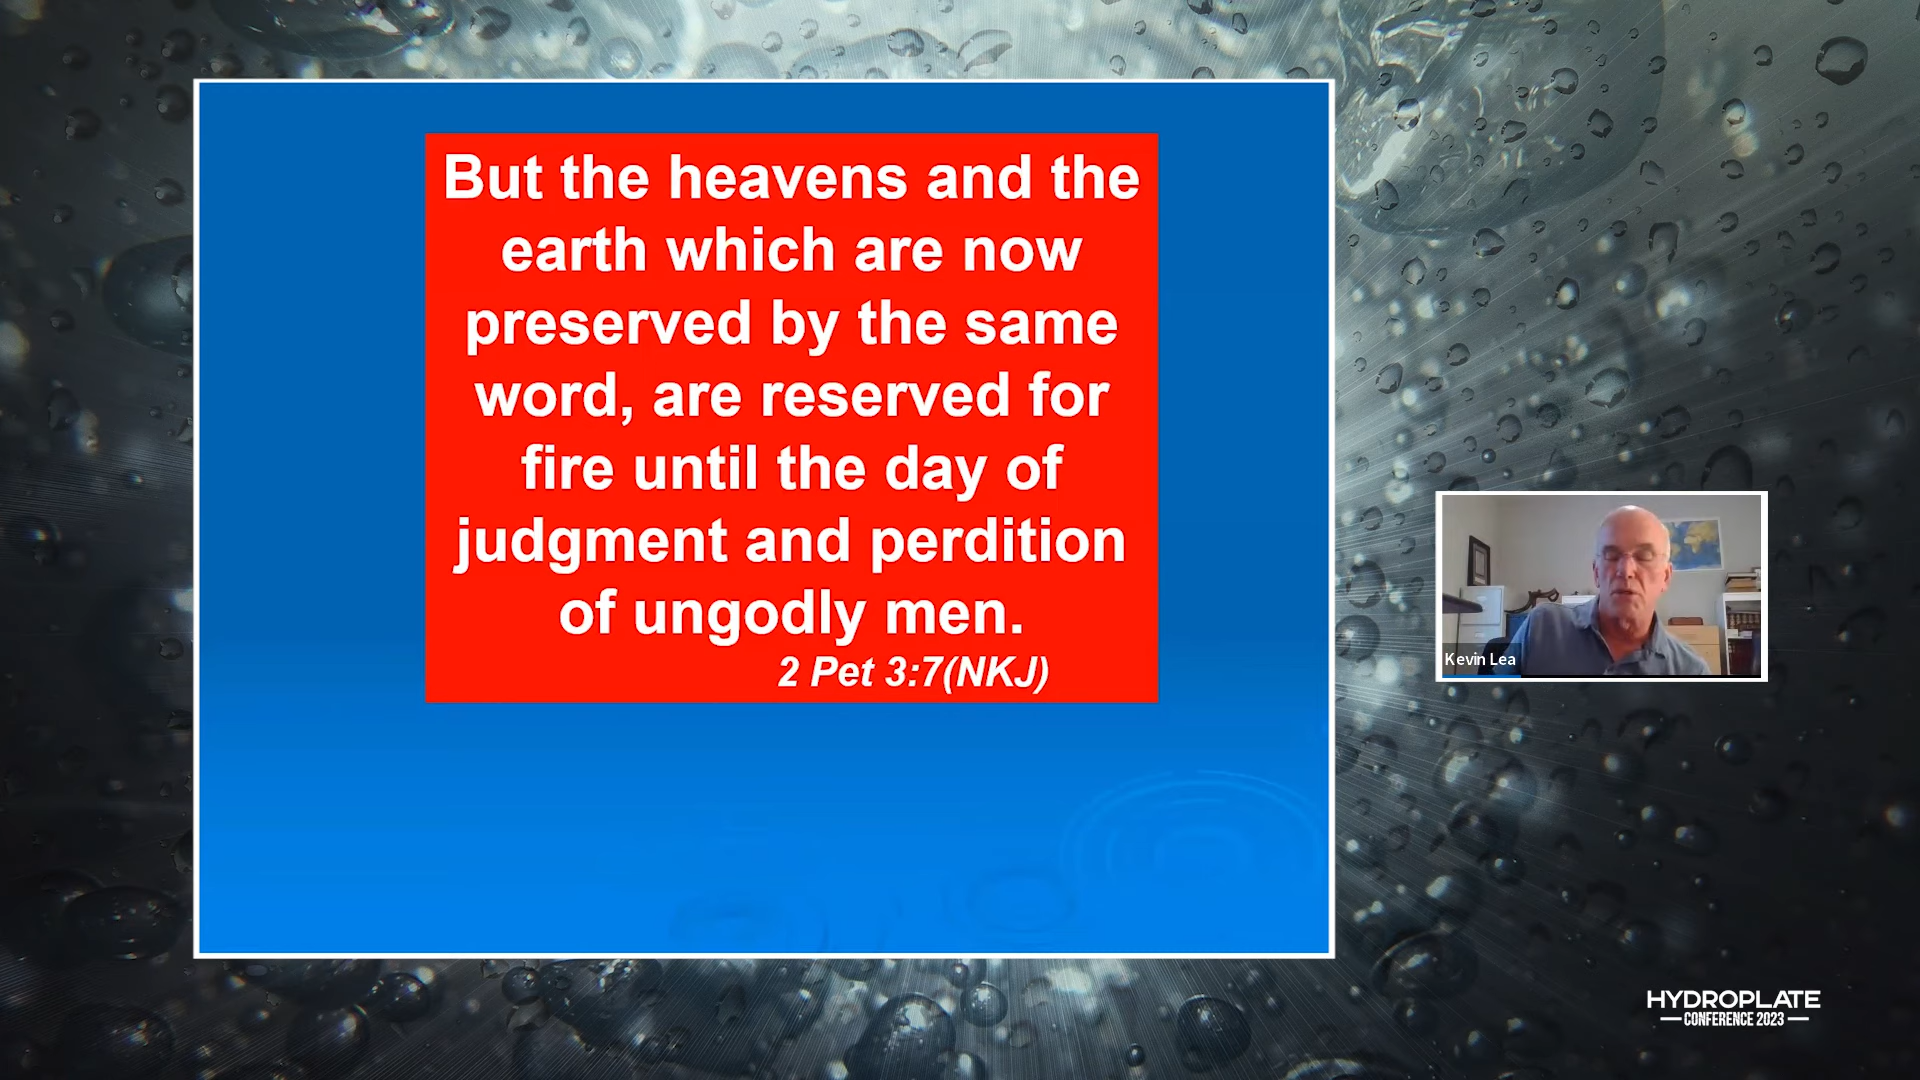 But the heavens and the
earth which are now
preserved by the same
word, are reserved for
fire until the day of
judgment and perdition
of ungodly men.
2 Pet 3:7(NKJ)
Kevin Lea
HYDROPLATE
CONFERENCE 2023